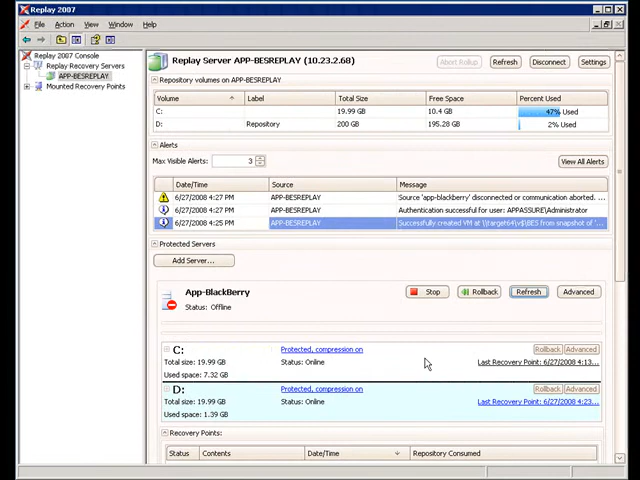 Replay 2007
File Action View Window Help
Replay 2007 Console
Replay Recovery Servers
APP-BESREPLAY
Mounted Recovery Points
Replay Server APP-BESREPLAY (10.23.2.68)
Abort Rollup Refresh Disconnect Settings
Repository volumes on APP-BESREPLAY
Volume Label Total Size Free Space Percent Used
C: 19.99 GB 10.4 GB 47% Used
D: Repository 200 GB 195.28 GB 2% Used
Alerts
Max Visible Alerts: 3 View All Alerts
Date/Time Source Message
6/27/2008 4:27 PM APP-BESREPLAY Source 'app-blackberry' disconnected or communication aborted.
6/27/2008 4:27 PM APP-BESREPLAY Authentication successful for user: APPASSURE\Administrator
6/27/2008 4:25 PM APP-BESREPLAY Successfully created VM at \\target64\v$\BES from snapshot of '...
Protected Servers
Add Server...
App-BlackBerry Stop Rollback Refresh Advanced
Status: Offline
C: Protected, compression on Rollback Advanced
Total size: 19.99 GB Status: Online Last Recovery Point: 6/27/2008 4:13...
Used space: 7.32 GB
D: Protected, compression on Rollback Advanced
Total size: 19.99 GB Status: Online Last Recovery Point: 6/27/2008 4:23...
Used space: 1.39 GB
Recovery Points:
Status Contents Date/Time Repository Consumed